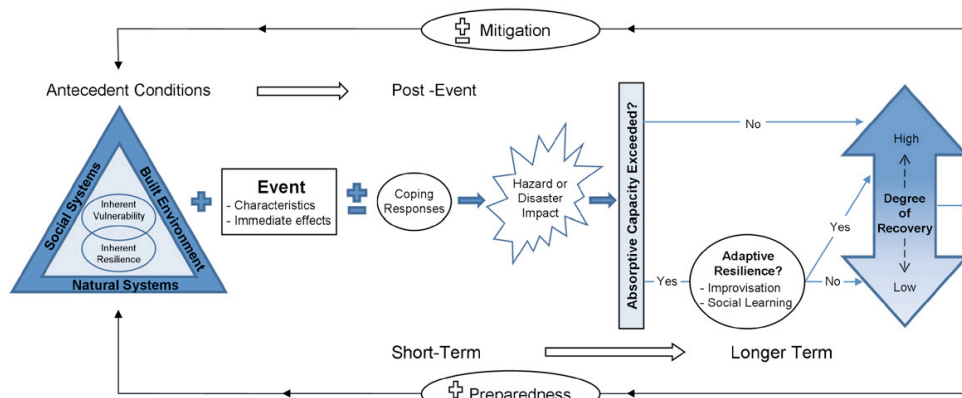 Mitigation
Antecedent Conditions
Post -Event
Social Systems
Built Environment
Natural Systems
Inherent
Vulnerability
Inherent
Resilience
Event
- Characteristics
- Immediate effects
Coping
Responses
Hazard or
Disaster
Impact
Absorptive Capacity Exceeded?
No
Yes
Adaptive Resilience?
- Improvisation
- Social Learning
Yes
No
High
Degree of
Recovery
Low
Short-Term
Longer Term
Preparedness